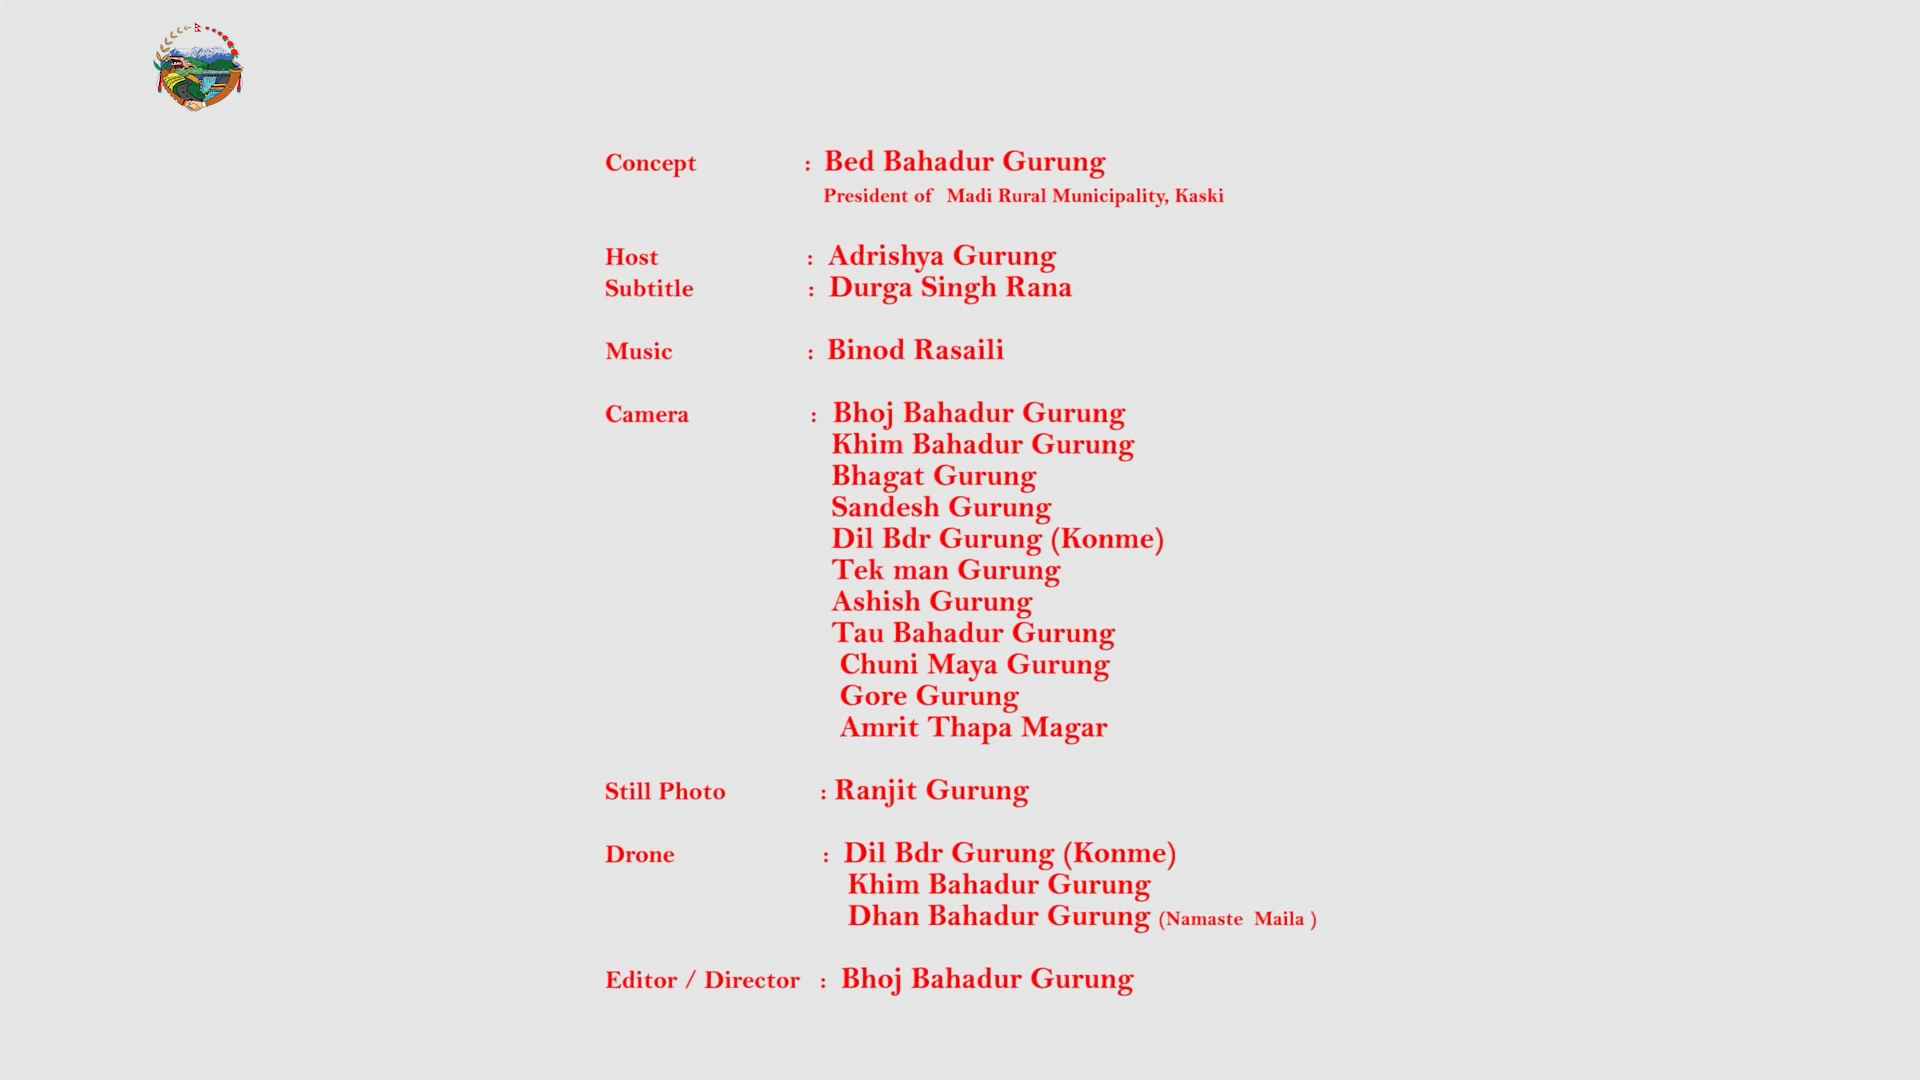 Concept : Bed Bahadur Gurung
President of Madi Rural Municipality, Kaski
Host : Adrishya Gurung
Subtitle : Durga Singh Rana
Music : Binod Rasaili
Camera : Bhoj Bahadur Gurung
Khim Bahadur Gurung
Bhagat Gurung
Sandesh Gurung
Dil Bdr Gurung (Konme)
Tek man Gurung
Ashish Gurung
Tau Bahadur Gurung
Chuni Maya Gurung
Gore Gurung
Amrit Thapa Magar
Still Photo : Ranjit Gurung
Drone : Dil Bdr Gurung (Konme)
Khim Bahadur Gurung
Dhan Bahadur Gurung (Namaste Maila )
Editor / Director : Bhoj Bahadur Gurung